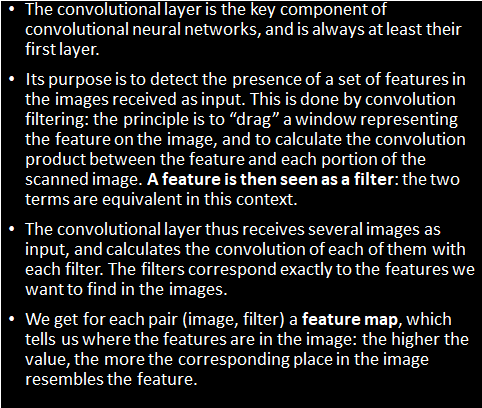 • The convolutional layer is the key component of
convolutional neural networks, and is always at least their
first layer.
• Its purpose is to detect the presence of a set of features in
the images received as input. This is done by convolution
filtering: the principle is to “drag” a window representing
the feature on the image, and to calculate the convolution
product between the feature and each portion of the
scanned image. A feature is then seen as a filter: the two
terms are equivalent in this context.
• The convolutional layer thus receives several images as
input, and calculates the convolution of each of them with
each filter. The filters correspond exactly to the features we
want to find in the images.
• We get for each pair (image, filter) a feature map, which
tells us where the features are in the image: the higher the
value, the more the corresponding place in the image
resembles the feature.